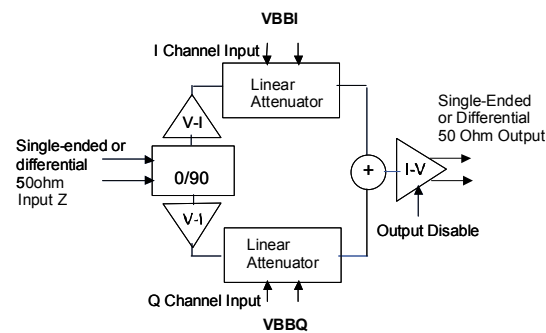 VBBI
I Channel Input
Linear
Attenuator
V-I
Single-Ended
or Differential
50 Ohm Output
Single-ended or
differential
50ohm
Input Z
0/90
+
I-V
V-I
Output Disable
Linear
Attenuator
Q Channel Input
VBBQ